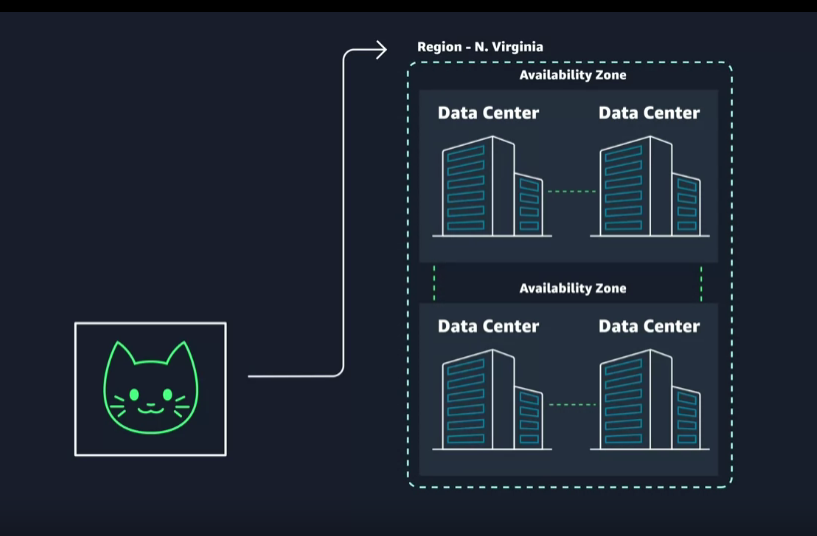 Region - N. Virginia
Availability Zone
Data Center Data Center
Availability Zone
Data Center Data Center